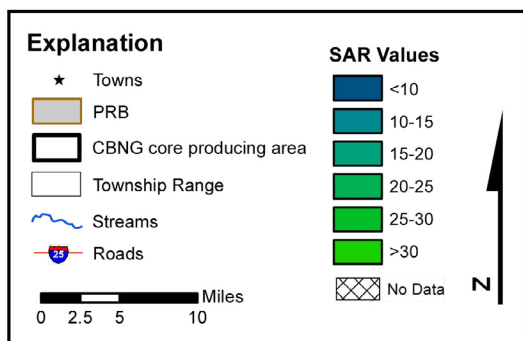 Explanation
Towns
PRB
CBNG core producing area
Township Range
Streams
25
Roads
Miles
0 2.5 5 10
SAR Values
<10
10-15
15-20
20-25
25-30
>30
No Data
N